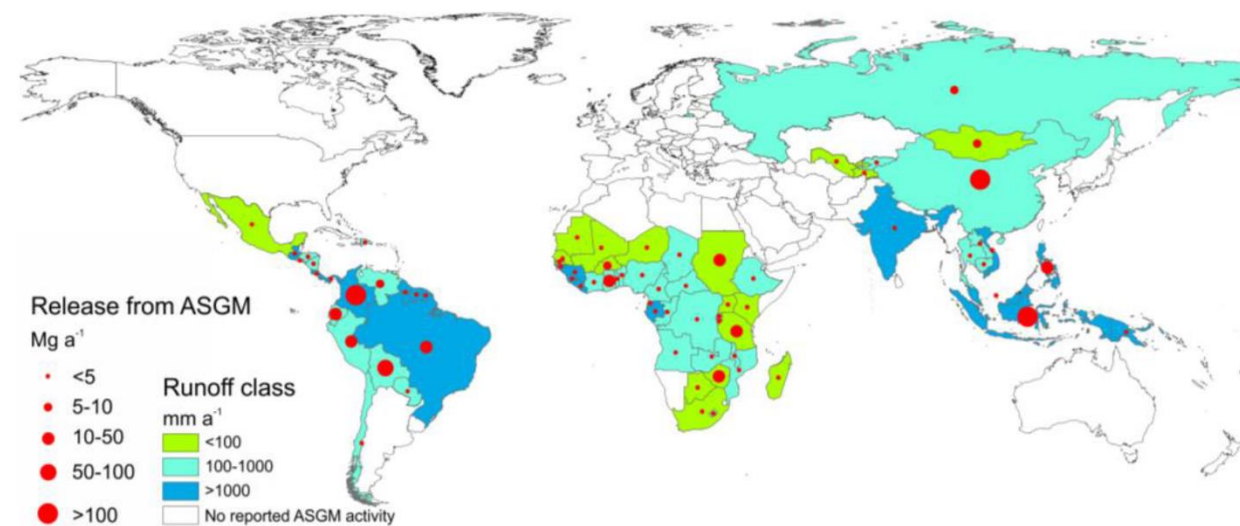 Release from ASGM
Mg a⁻¹
<5
5-10
10-50
50-100
>100
Runoff class
mm a⁻¹
<100
100-1000
>1000
No reported ASGM activity